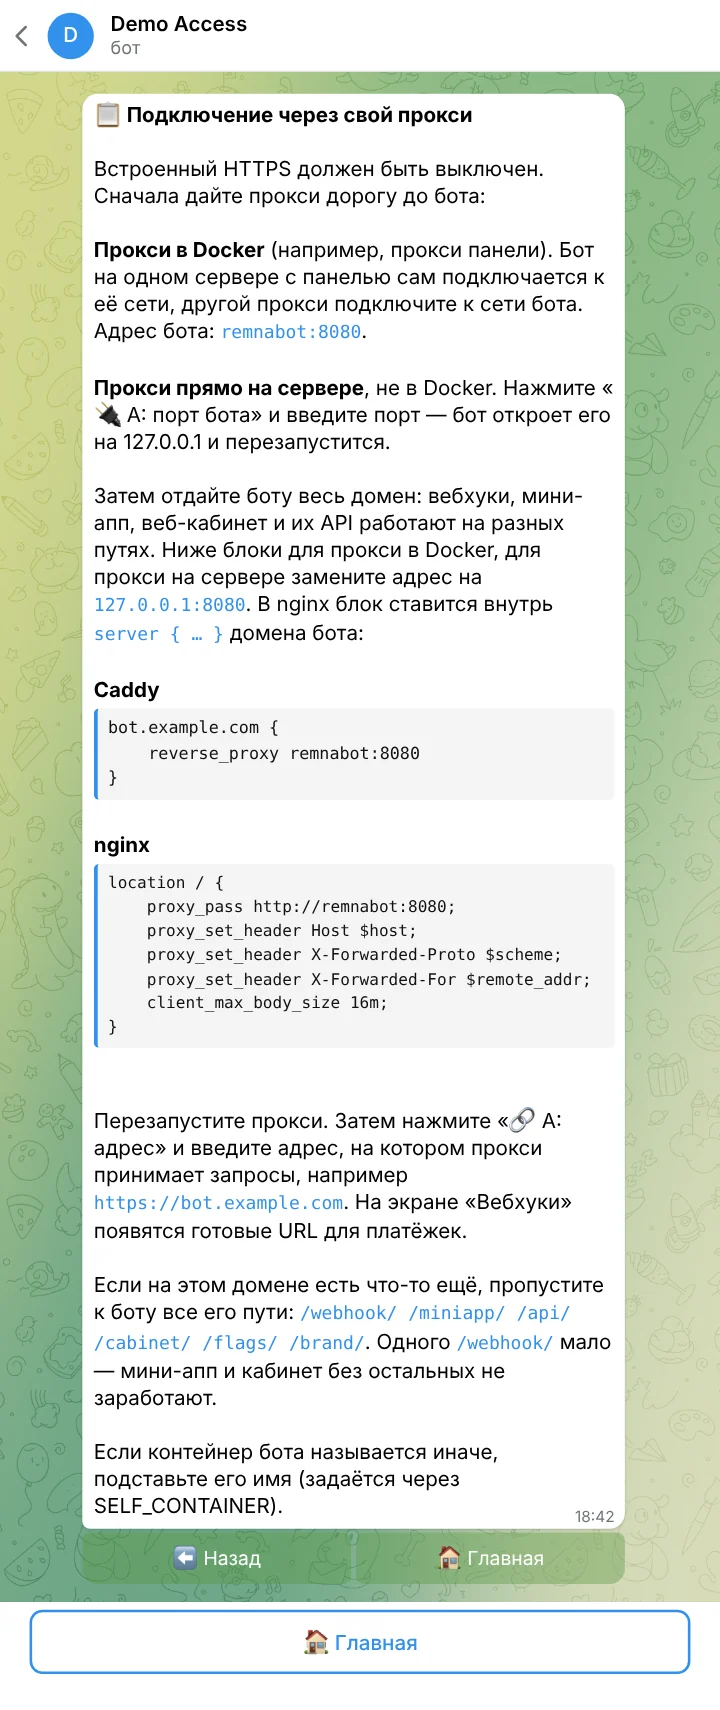 D
Demo Access
бот
📋 Подключение через свой прокси
Встроенный HTTPS должен быть выключен.
Сначала дайте прокси дорогу до бота:
Прокси в Docker (например, прокси панели). Бот
на одном сервере с панелью сам подключается к
её сети, другой прокси подключите к сети бота.
Адрес бота: remnabot:8080.
Прокси прямо на сервере, не в Docker. Нажмите «
🔌 А: порт бота» и введите порт — бот откроет его
на 127.0.0.1 и перезапустится.
Затем отдайте боту весь домен: вебхуки, мини-
апп, веб-кабинет и их API работают на разных
путях. Ниже блоки для прокси в Docker, для
прокси на сервере замените адрес на
127.0.0.1:8080. В nginx блок ставится внутрь
server { … } домена бота:
Caddy
bot.example.com {
    reverse_proxy remnabot:8080
}
nginx
location / {
    proxy_pass http://remnabot:8080;
    proxy_set_header Host $host;
    proxy_set_header X-Forwarded-Proto $scheme;
    proxy_set_header X-Forwarded-For $remote_addr;
    client_max_body_size 16m;
}
Перезапустите прокси. Затем нажмите «🔗 А:
адрес» и введите адрес, на котором прокси
принимает запросы, например
https://bot.example.com. На экране «Вебхуки»
появятся готовые URL для платёжек.
Если на этом домене есть что-то ещё, пропустите
к боту все его пути: /webhook/ /miniapp/ /api/
/cabinet/ /flags/ /brand/. Одного /webhook/ мало
— мини-апп и кабинет без остальных не
заработают.
Если контейнер бота называется иначе,
подставьте его имя (задаётся через
SELF_CONTAINER).
18:42
⬅️ Назад
🏠 Главная
🏠 Главная